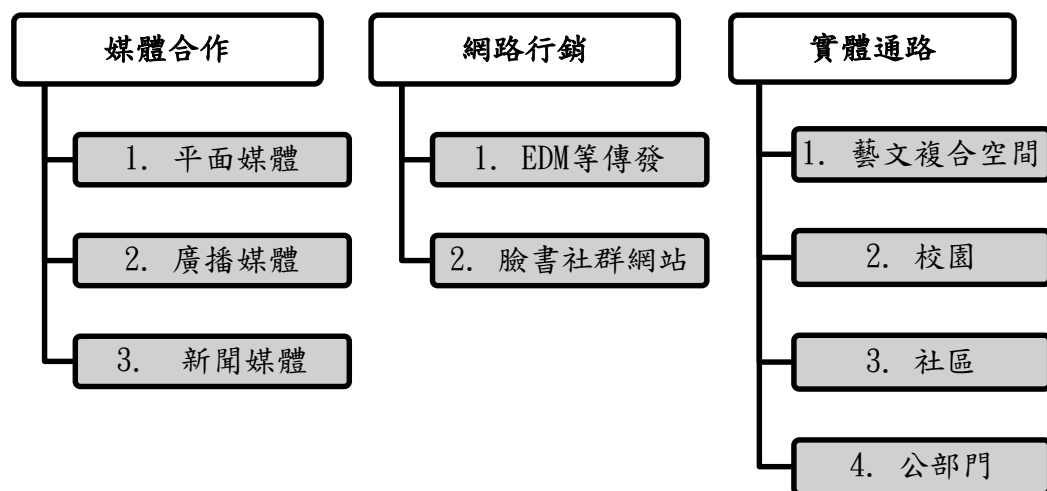 媒體合作
1. 平面媒體
2. 廣播媒體
3. 新聞媒體
網路行銷
1. EDM等傳發
2. 臉書社群網站
實體通路
1. 藝文複合空間
2. 校園
3. 社區
4. 公部門